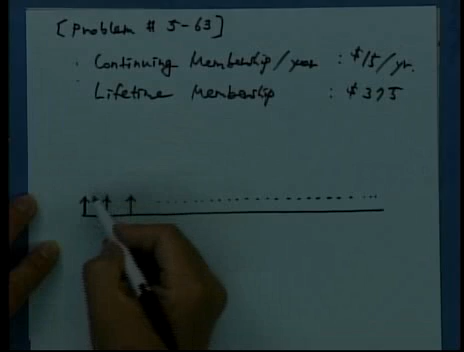 [Problem # 5-63]
Continuing Membership/year : $15/yr.
Lifetime Membership : $375